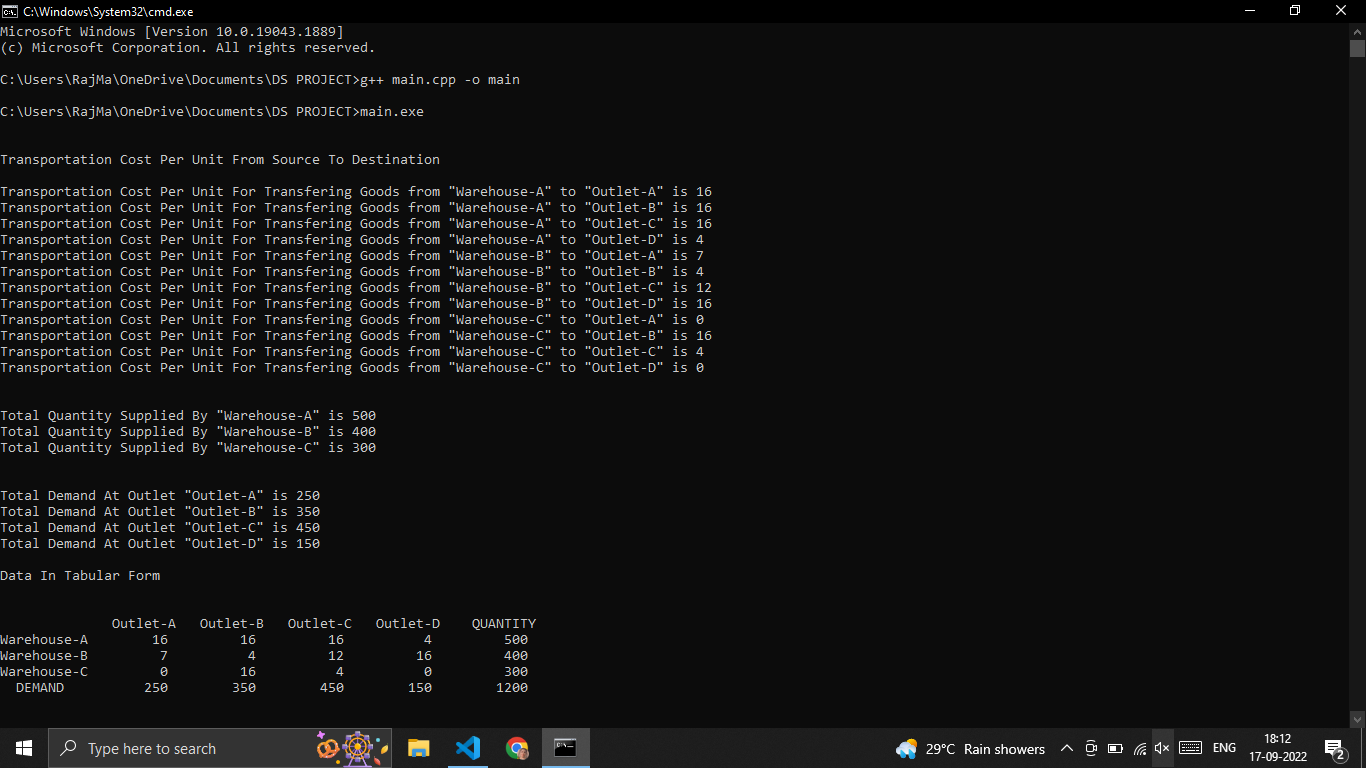 C:\Windows\System32\cmd.exe
Microsoft Windows [Version 10.0.19043.1889]
(c) Microsoft Corporation. All rights reserved.
C:\Users\RajMa\OneDrive\Documents\DS PROJECT>g++ main.cpp -o main
C:\Users\RajMa\OneDrive\Documents\DS PROJECT>main.exe
Transportation Cost Per Unit From Source To Destination
Transportation Cost Per Unit For Transfering Goods from "Warehouse-A" to "Outlet-A" is 16
Transportation Cost Per Unit For Transfering Goods from "Warehouse-A" to "Outlet-B" is 16
Transportation Cost Per Unit For Transfering Goods from "Warehouse-A" to "Outlet-C" is 16
Transportation Cost Per Unit For Transfering Goods from "Warehouse-A" to "Outlet-D" is 4
Transportation Cost Per Unit For Transfering Goods from "Warehouse-B" to "Outlet-A" is 7
Transportation Cost Per Unit For Transfering Goods from "Warehouse-B" to "Outlet-B" is 4
Transportation Cost Per Unit For Transfering Goods from "Warehouse-B" to "Outlet-C" is 12
Transportation Cost Per Unit For Transfering Goods from "Warehouse-B" to "Outlet-D" is 16
Transportation Cost Per Unit For Transfering Goods from "Warehouse-C" to "Outlet-A" is 0
Transportation Cost Per Unit For Transfering Goods from "Warehouse-C" to "Outlet-B" is 16
Transportation Cost Per Unit For Transfering Goods from "Warehouse-C" to "Outlet-C" is 4
Transportation Cost Per Unit For Transfering Goods from "Warehouse-C" to "Outlet-D" is 0
Total Quantity Supplied By "Warehouse-A" is 500
Total Quantity Supplied By "Warehouse-B" is 400
Total Quantity Supplied By "Warehouse-C" is 300
Total Demand At Outlet "Outlet-A" is 250
Total Demand At Outlet "Outlet-B" is 350
Total Demand At Outlet "Outlet-C" is 450
Total Demand At Outlet "Outlet-D" is 150
Data In Tabular Form
Outlet-A Outlet-B Outlet-C Outlet-D QUANTITY
Warehouse-A 16 16 16 4 500
Warehouse-B 7 4 12 16 400
Warehouse-C 0 16 4 0 300
DEMAND 250 350 450 150 1200
Type here to search
29°C Rain showers
ENG
18:12
17-09-2022
2